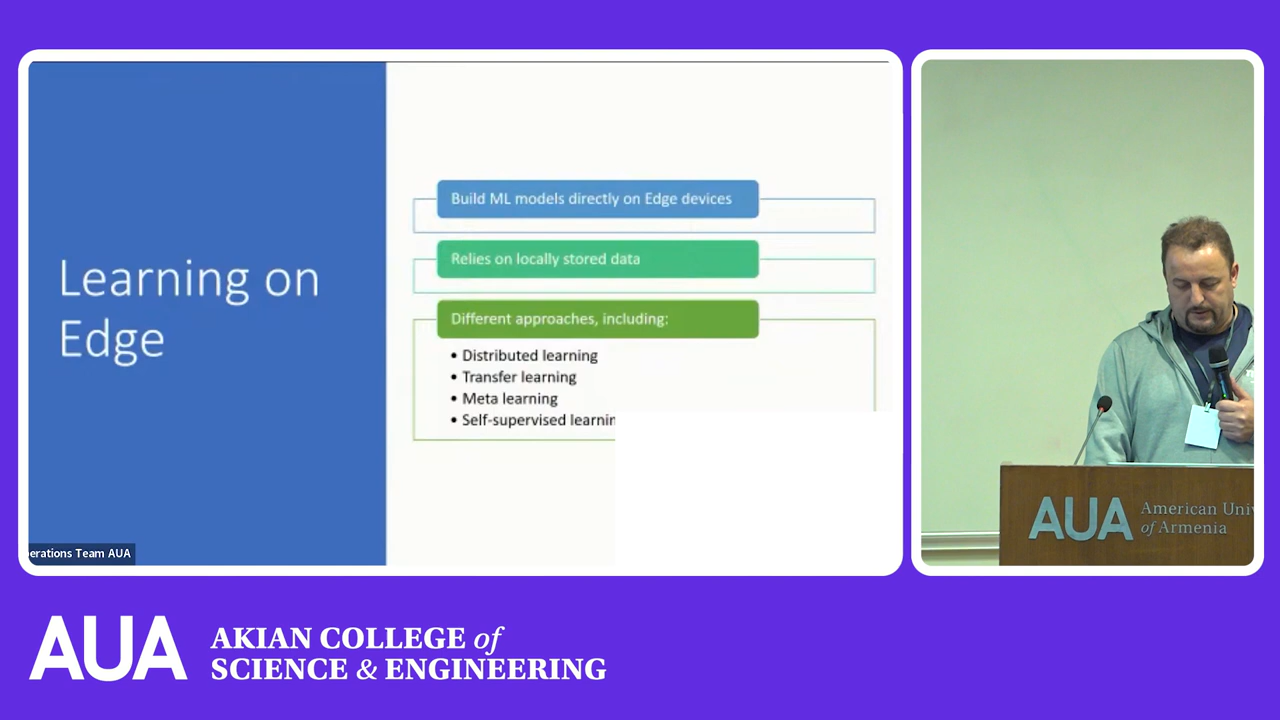 Learning on
Edge
Build ML models directly on Edge devices
Relies on locally stored data
Different approaches, including:
• Distributed learning
• Transfer learning
• Meta learning
• Self-supervised
erations Team AUA
AUA
American
of Armenia
AUA
AKIAN COLLEGE of
SCIENCE & ENGINEERING